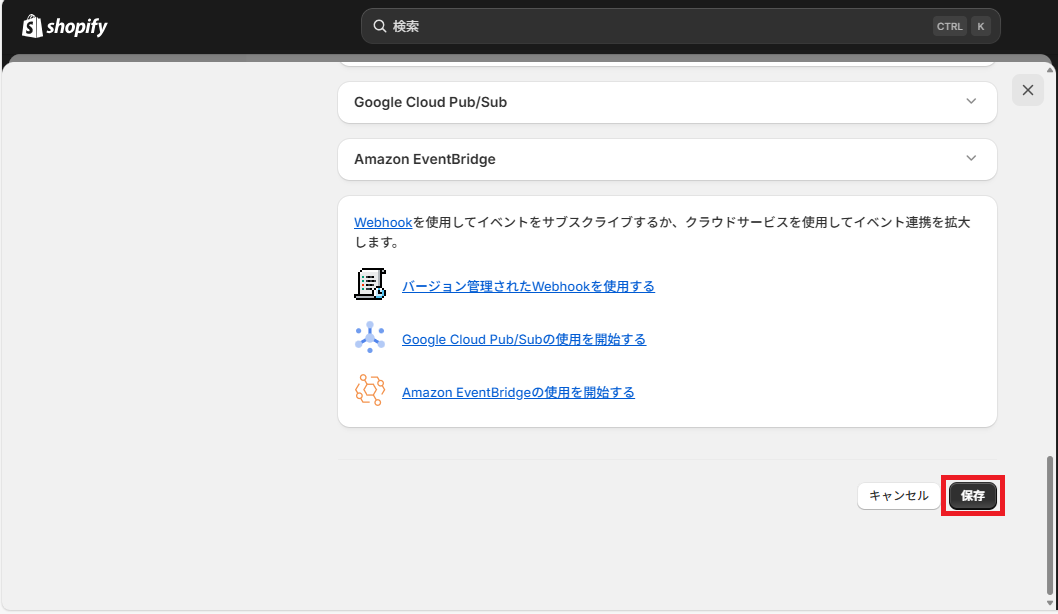 shopify
検索
CTRL K
Google Cloud Pub/Sub
Amazon EventBridge
Webhookを使用してイベントをサブスクライブするか、クラウドサービスを使用してイベント連携を拡大
します。
バージョン管理されたWebhookを使用する
Google Cloud Pub/Subの使用を開始する
Amazon EventBridgeの使用を開始する
キャンセル 保存